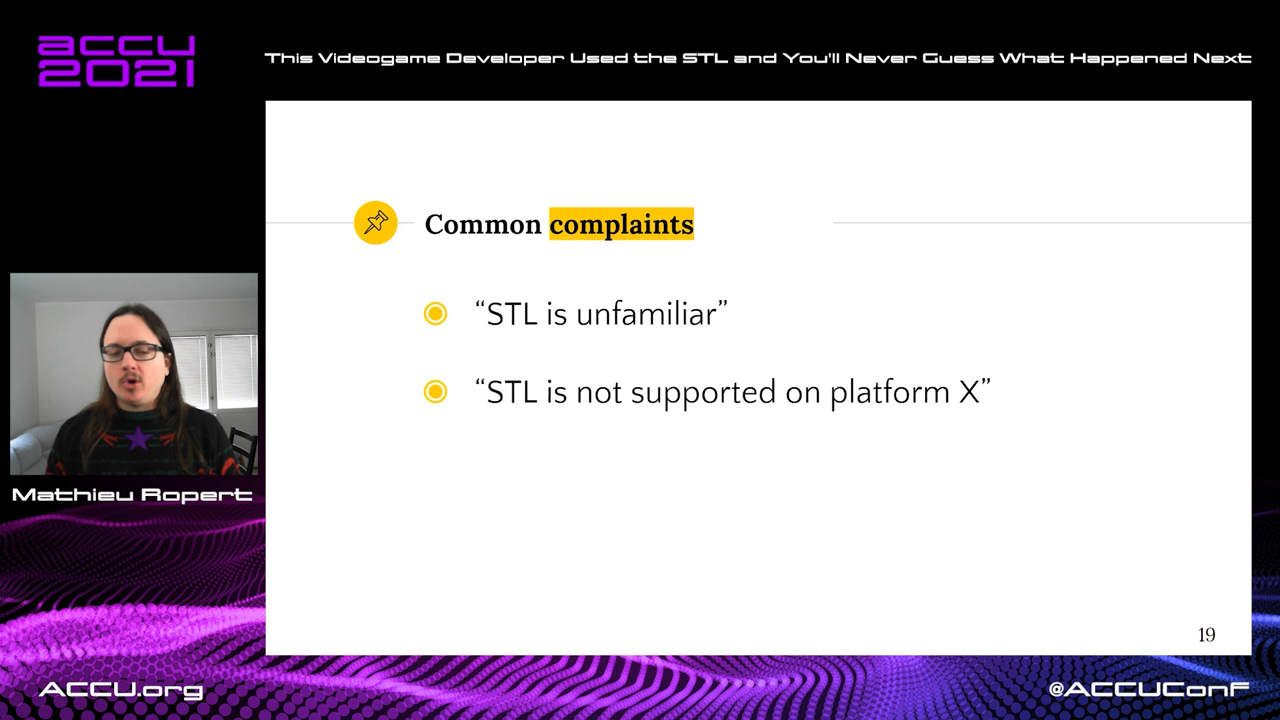 accu
2021
This Videogame Developer Used the STL and You'll Never Guess What Happened Next
Common complaints
“STL is unfamiliar”
“STL is not supported on platform X”
19
Mathieu Ropert
ACCU.org
@ACCUConf